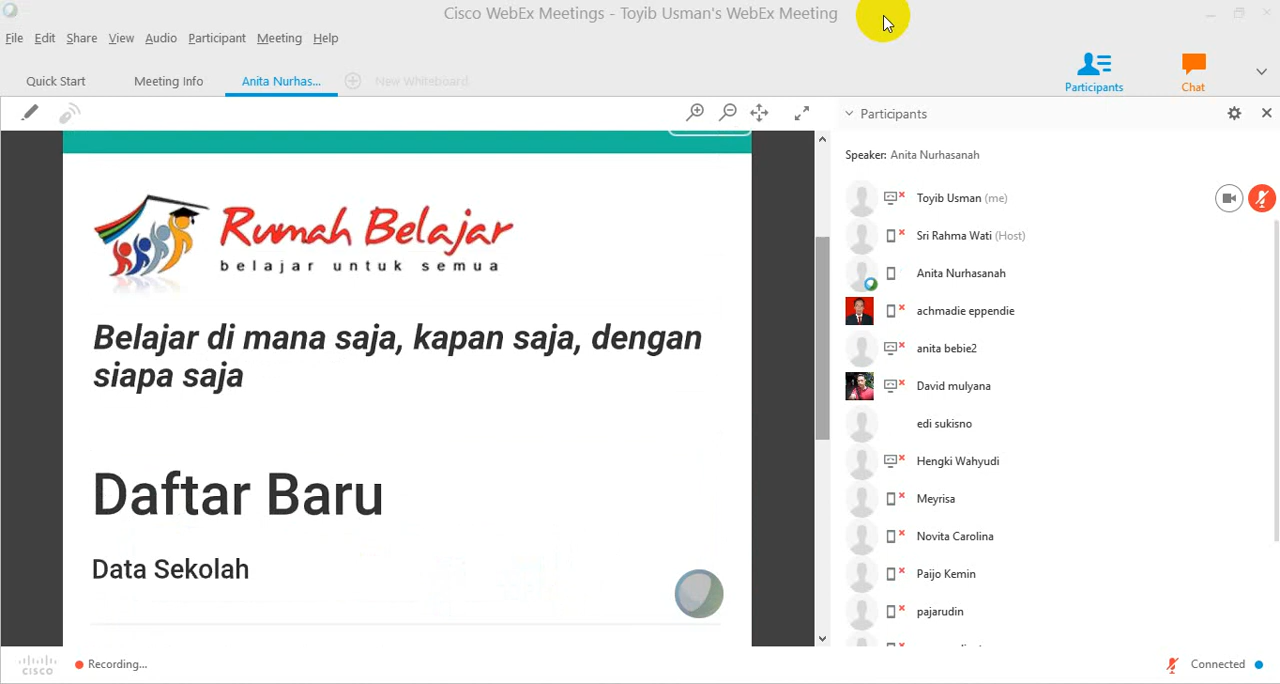 Cisco WebEx Meetings - Toyib Usman's WebEx Meeting
File Edit Share View Audio Participant Meeting Help
Quick Start Meeting Info Anita Nurhas... New Whiteboard
Participants Chat
Participants
Speaker: Anita Nurhasanah
Toyib Usman (me)
Sri Rahma Wati (Host)
Anita Nurhasanah
achmadie eppendie
anita bebie2
David mulyana
edi sukisno
Hengki Wahyudi
Meyrisa
Novita Carolina
Paijo Kemin
pajarudin
Rumah Belajar
belajar untuk semua
Belajar di mana saja, kapan saja, dengan
siapa saja
Daftar Baru
Data Sekolah
cisco
Recording...
Connected